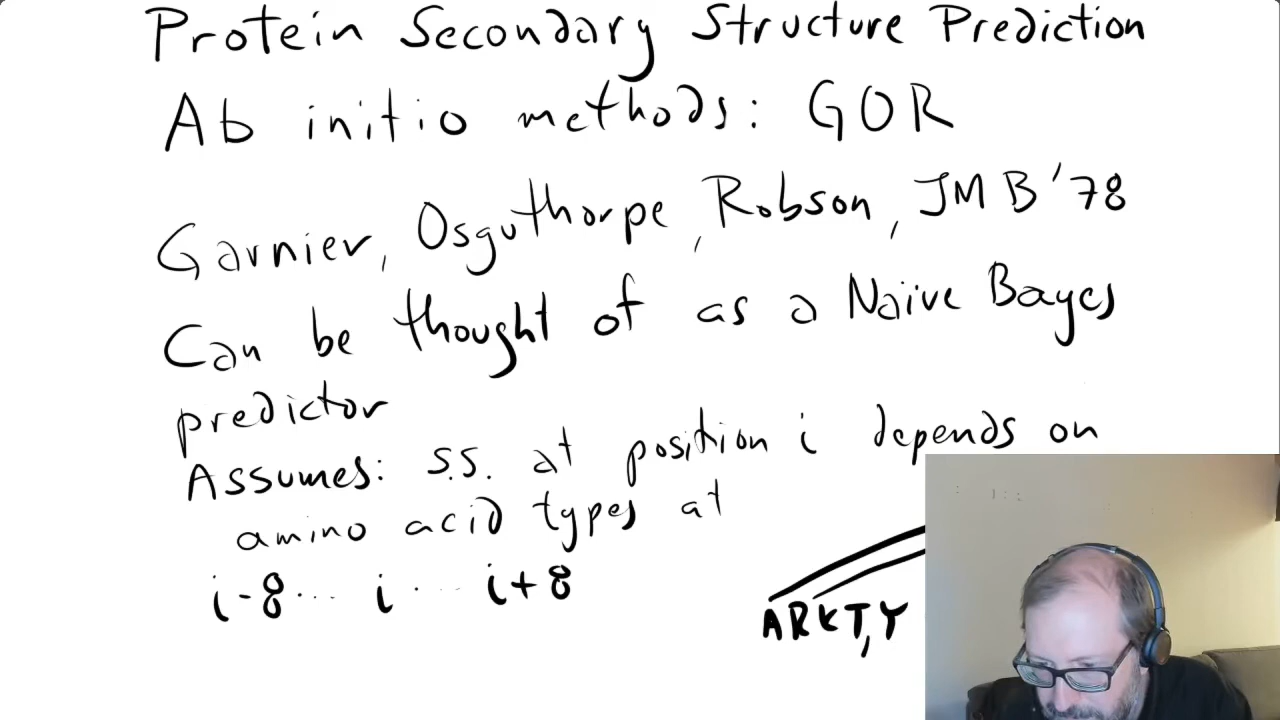 Protein Secondary Structure Prediction
Ab initio methods: GOR
Garnier, Osguthorpe, Robson, JMB '78
Can be thought of as a Naïve Bayes
predictor
Assumes: s.s. at position i depends on
amino acid types at
i-8... i .... i+8
ARKT,Y